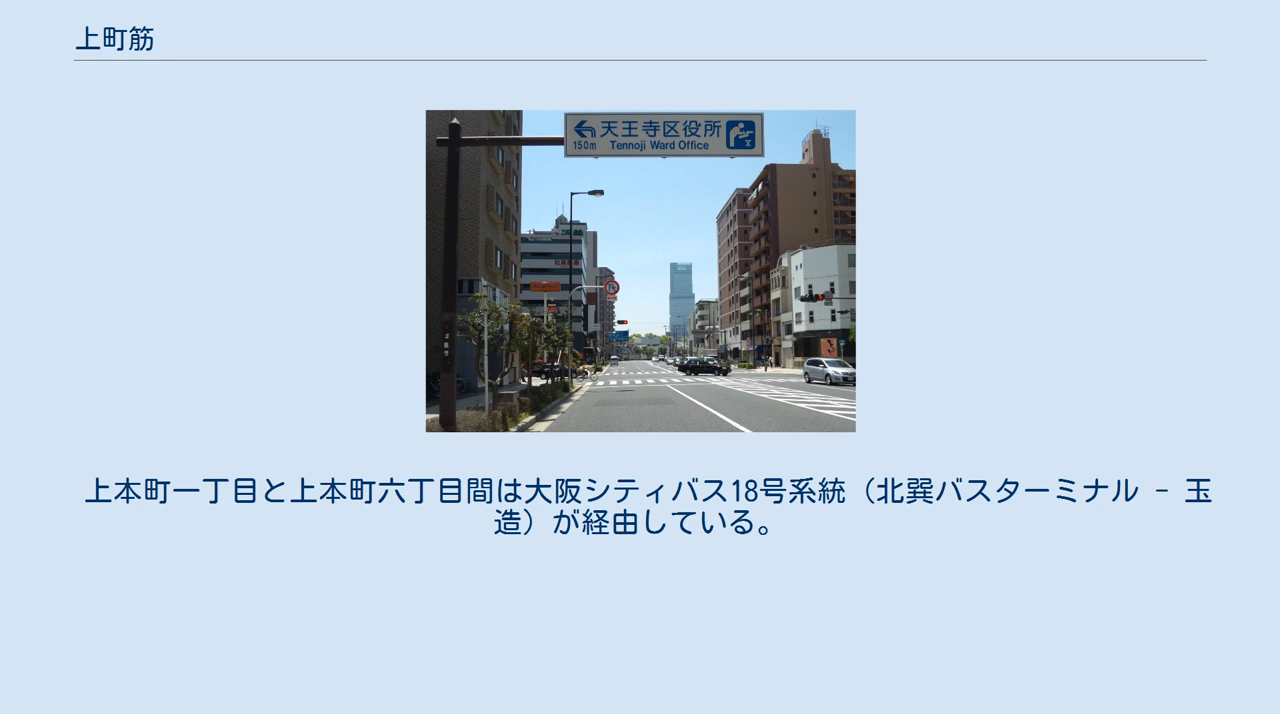 上町筋
天王寺区役所
150m Tennoji Ward Office
上本町一丁目と上本町六丁目間は大阪シティバス18号系統（北巽バスターミナル - 玉
造）が経由している。